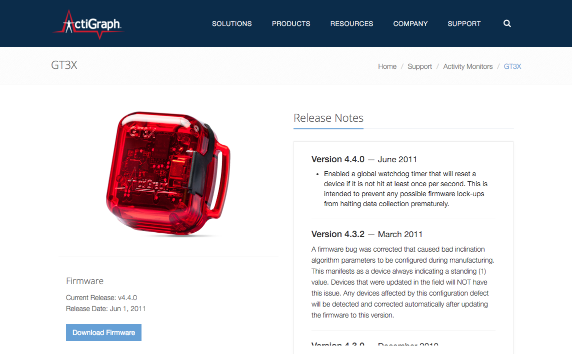 ActiGraph
SOLUTIONS PRODUCTS RESOURCES COMPANY SUPPORT
GT3X
Home / Support / Activity Monitors / GT3X
GT3X
ActiGraph
Firmware
Current Release: v4.4.0
Release Date: Jun 1, 2011
Download Firmware
Release Notes
Version 4.4.0 — June 2011
• Enabled a global watchdog timer that will reset a
device if it is not hit at least once per second. This is
intended to prevent any possible firmware lock-ups
from halting data collection prematurely.
Version 4.3.2 — March 2011
A firmware bug was corrected that caused bad inclination
algorithm parameters to be configured during manufacturing.
This manifests as a device always indicating a standing (1)
value. Devices that were updated in the field will NOT have
this issue. Any devices affected by this configuration defect
will be detected and corrected automatically after updating
the firmware to this version.
Version 4.3.0 — December 2010